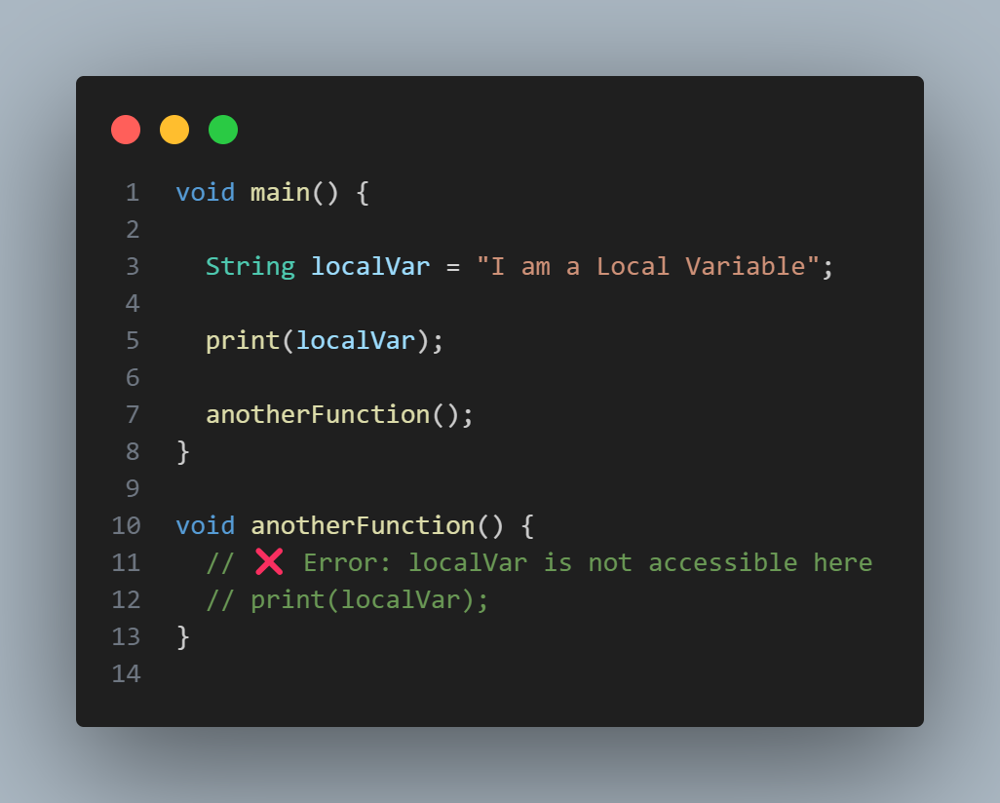 1 void main() {
2
3   String localVar = "I am a Local Variable";
4
5   print(localVar);
6
7   anotherFunction();
8 }
9
10 void anotherFunction() {
11   // ❌ Error: localVar is not accessible here
12   // print(localVar);
13 }
14